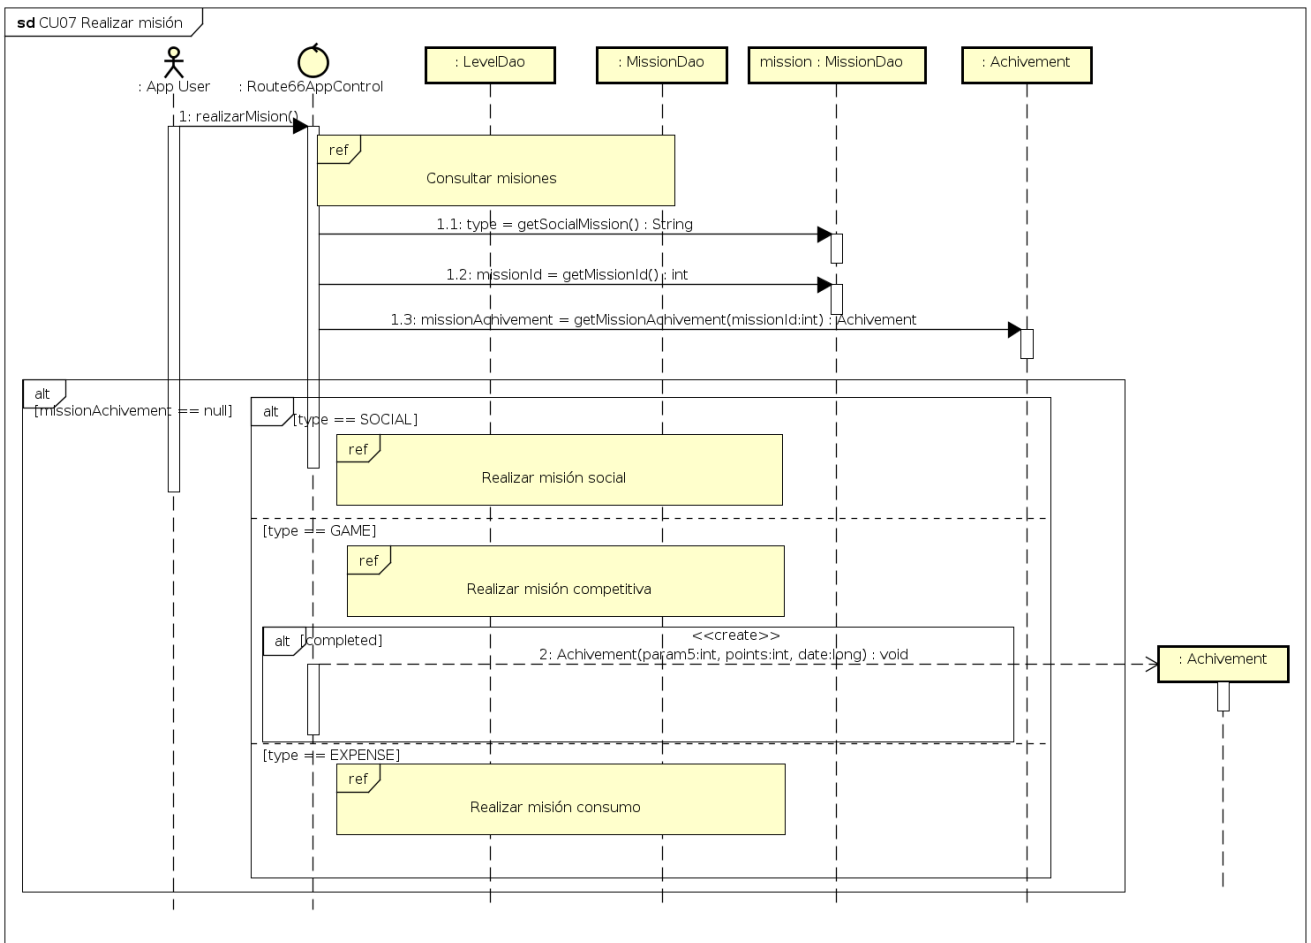 sd CU07 Realizar misión
: App User
: Route66AppControl
: LevelDao
: MissionDao
mission : MissionDao
: Achivement
1: realizarMision()
ref
Consultar misiones
1.1: type = getSocialMission() : String
1.2: missionId = getMissionId() : int
1.3: missionAchivement = getMissionAchivement(missionId:int) : Achivement
alt
[missionAchivement == null]
alt
[type == SOCIAL]
ref
Realizar misión social
[type == GAME]
ref
Realizar misión competitiva
alt
[completed]
<<create>>
2: Achivement(param5:int, points:int, date:long) : void
: Achivement
[type == EXPENSE]
ref
Realizar misión consumo